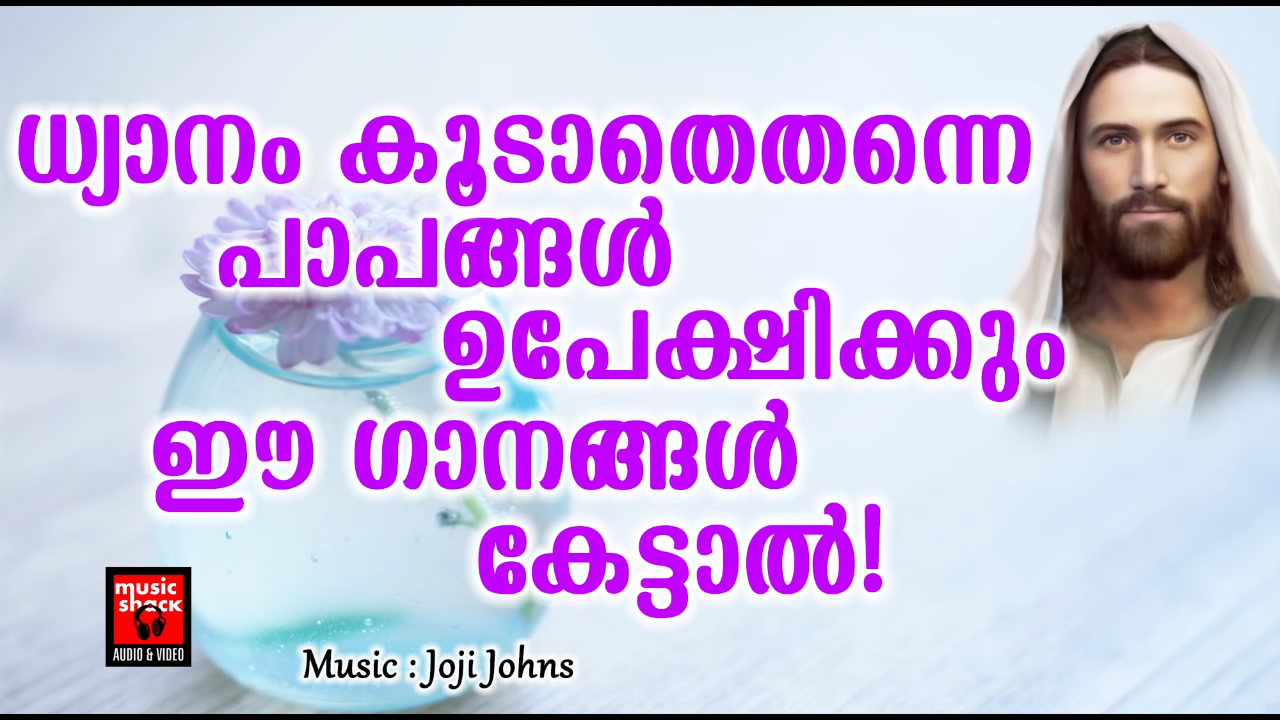 ധ്യാനം കൂടാതെതന്നെ
പാപങ്ങൾ
ഉപേക്ഷിക്കും
ഈ ഗാനങ്ങൾ
കേട്ടാൽ!
music
shack
AUDIO & VIDEO
Music : Joji Johns